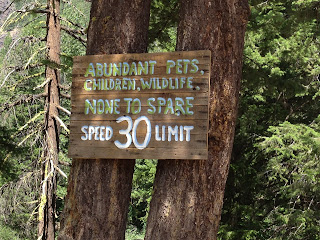 ABUNDANT PETS,
CHILDREN, WILDLIFE,
NONE TO SPARE
SPEED 30 LIMIT